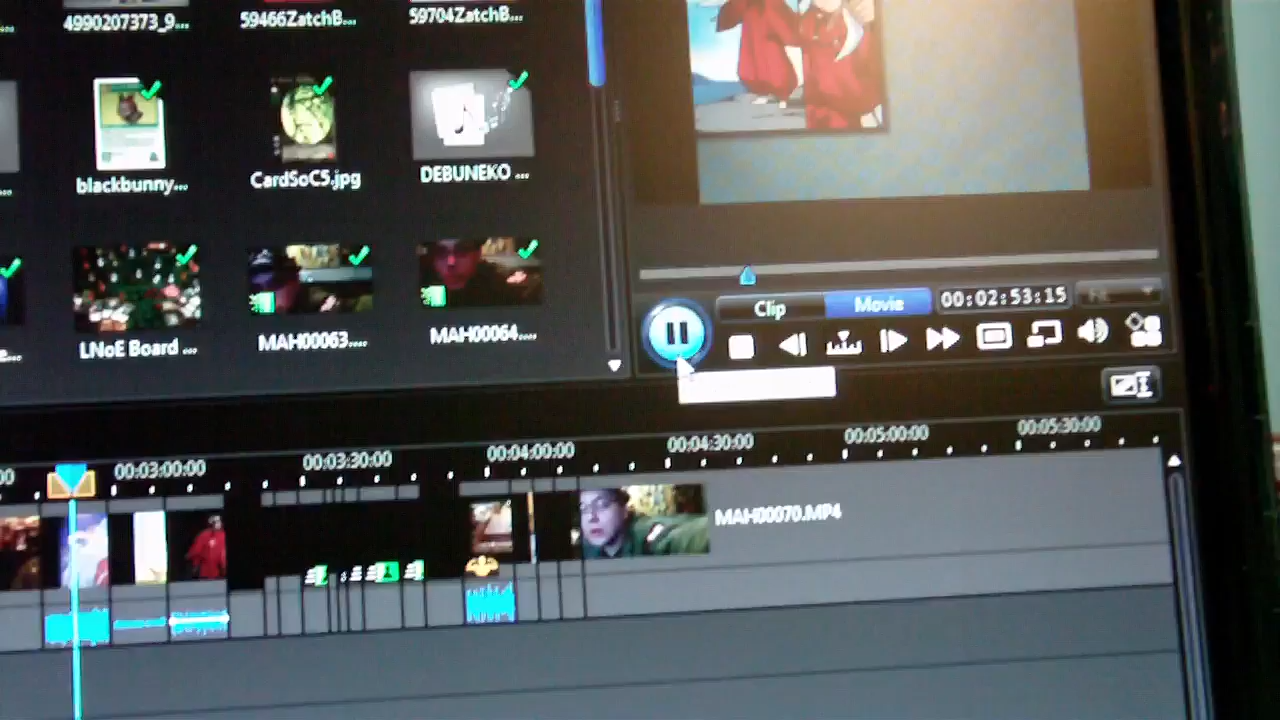 4990207373_9...
59466ZatchB...
59704ZatchB...
blackbunny...
CardSoC5.jpg
DEBUNEKO ...
LNoE Board ...
MAH00063....
MAH00064....
Clip
Movie
00:02:53:15
00:03:00:00
00:03:30:00
00:04:00:00
00:04:30:00
00:05:00:00
00:05:30:00
MAH00070.MP4